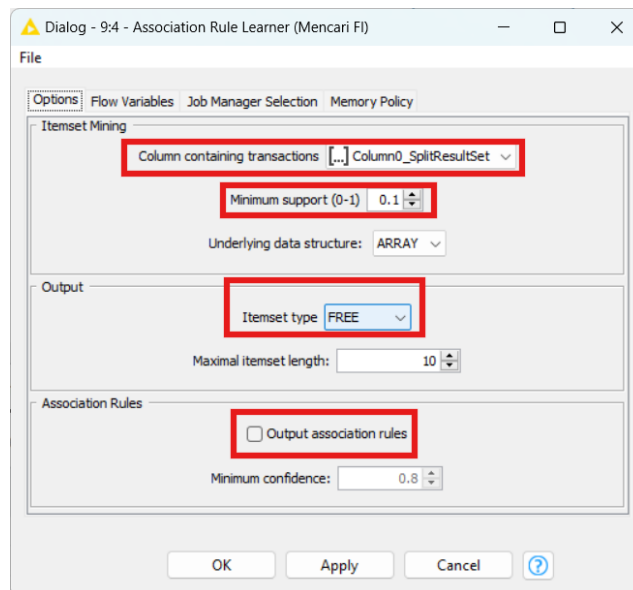 Dialog - 9:4 - Association Rule Learner (Mencari FI)
File
Options Flow Variables Job Manager Selection Memory Policy
Itemset Mining
Column containing transactions [...] Column0_SplitResultSet
Minimum support (0-1) 0.1
Underlying data structure: ARRAY
Output
Itemset type FREE
Maximal itemset length: 10
Association Rules
Output association rules
Minimum confidence: 0.8
OK Apply Cancel ?